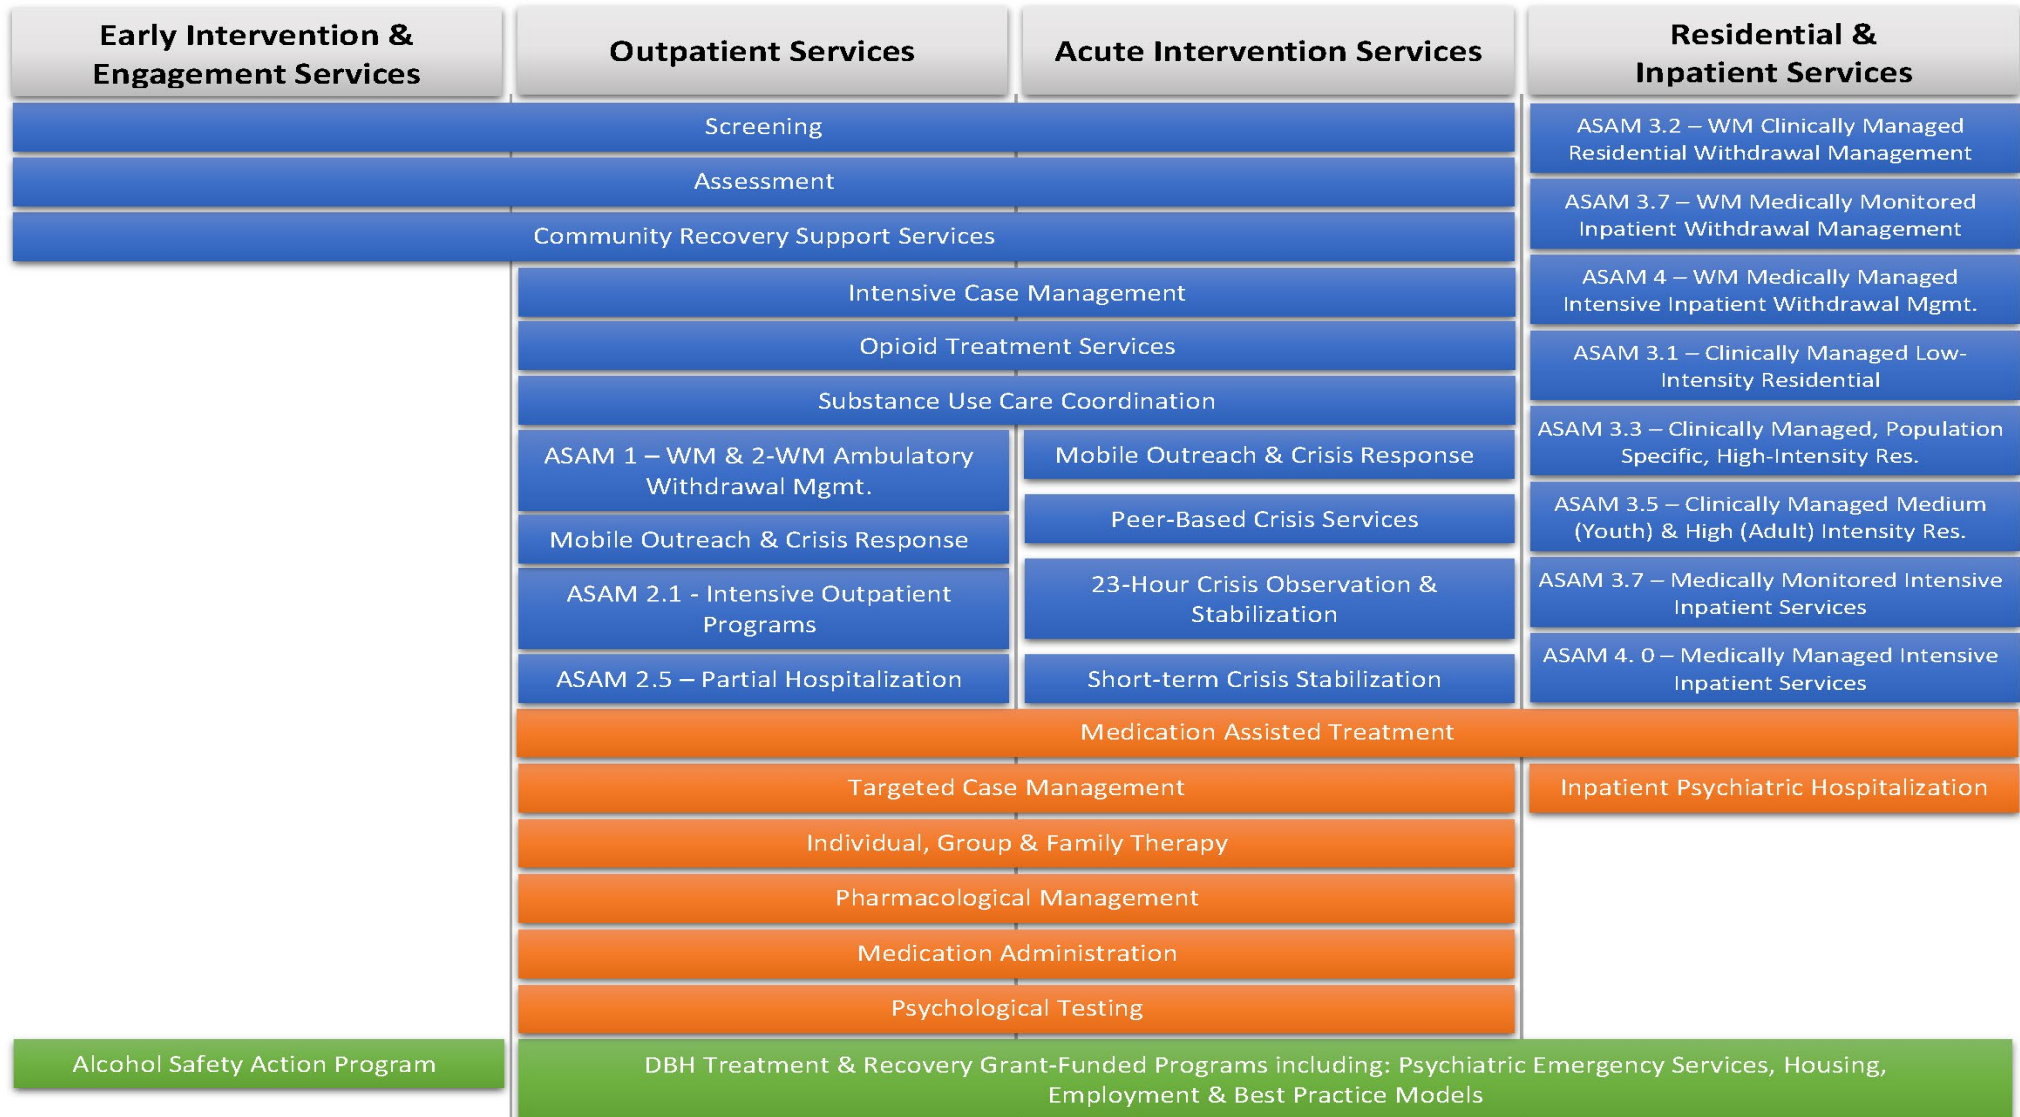 Early Intervention &
Engagement Services
Outpatient Services
Acute Intervention Services
Residential &
Inpatient Services
Screening
Assessment
Community Recovery Support Services
Intensive Case Management
Opioid Treatment Services
Substance Use Care Coordination
ASAM 1 – WM & 2-WM Ambulatory
Withdrawal Mgmt.
Mobile Outreach & Crisis Response
ASAM 2.1 - Intensive Outpatient
Programs
ASAM 2.5 – Partial Hospitalization
Mobile Outreach & Crisis Response
Peer-Based Crisis Services
23-Hour Crisis Observation &
Stabilization
Short-term Crisis Stabilization
ASAM 3.2 – WM Clinically Managed
Residential Withdrawal Management
ASAM 3.7 – WM Medically Monitored
Inpatient Withdrawal Management
ASAM 4 – WM Medically Managed
Intensive Inpatient Withdrawal Mgmt.
ASAM 3.1 – Clinically Managed Low-
Intensity Residential
ASAM 3.3 – Clinically Managed, Population
Specific, High-Intensity Res.
ASAM 3.5 – Clinically Managed Medium
(Youth) & High (Adult) Intensity Res.
ASAM 3.7 – Medically Monitored Intensive
Inpatient Services
ASAM 4. 0 – Medically Managed Intensive
Inpatient Services
Medication Assisted Treatment
Targeted Case Management
Inpatient Psychiatric Hospitalization
Individual, Group & Family Therapy
Pharmacological Management
Medication Administration
Psychological Testing
Alcohol Safety Action Program
DBH Treatment & Recovery Grant-Funded Programs including: Psychiatric Emergency Services, Housing,
Employment & Best Practice Models